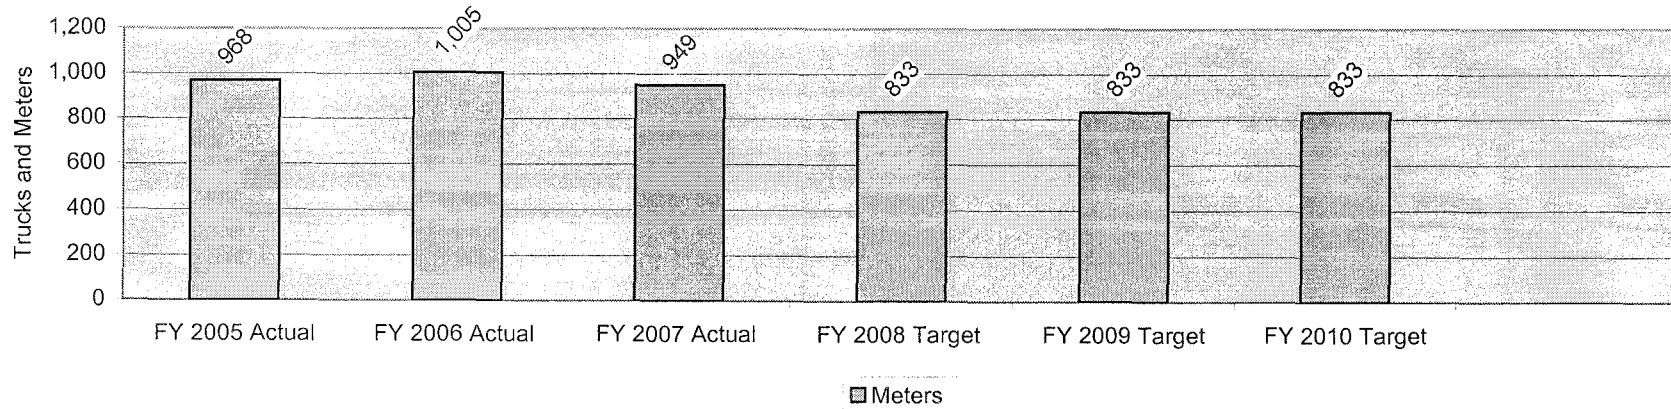 Trucks and Meters
1,200
1,000
800
600
400
200
0
968
1,005
949
833
833
833
FY 2005 Actual
FY 2006 Actual
FY 2007 Actual
FY 2008 Target
FY 2009 Target
FY 2010 Target
Meters